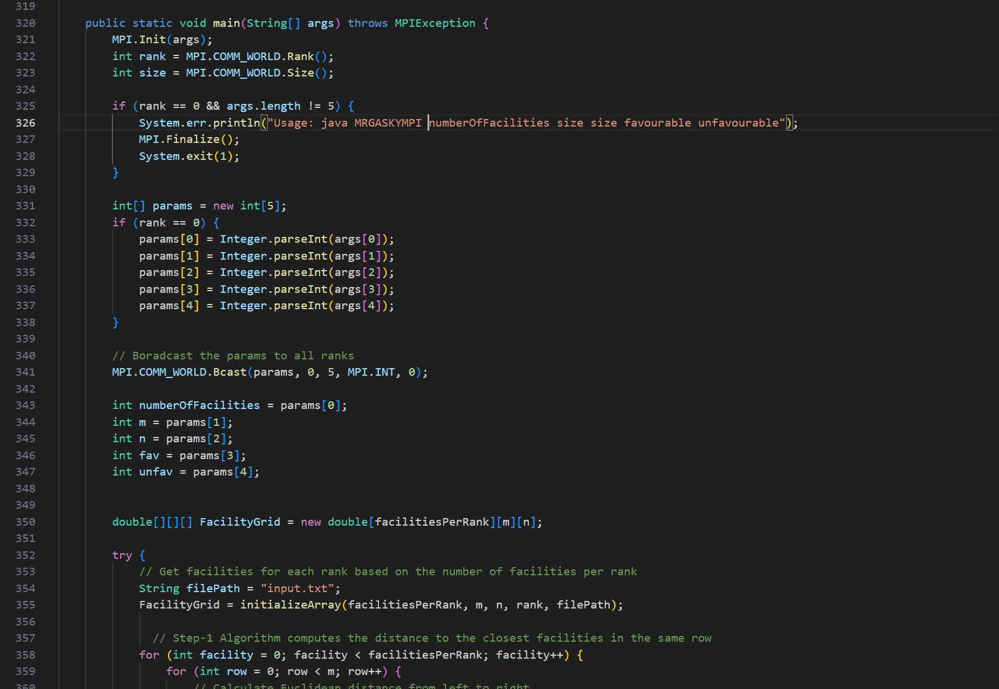 319
320 public static void main(String[] args) throws MPIException {
321 MPI.Init(args);
322 int rank = MPI.COMM_WORLD.Rank();
323 int size = MPI.COMM_WORLD.Size();
324
325 if (rank == 0 && args.length != 5) {
326 System.err.println("Usage: java MRGASKYMPI numberOfFacilities size size favourable unfavourable");
327 MPI.Finalize();
328 System.exit(1);
329 }
330
331 int[] params = new int[5];
332 if (rank == 0) {
333 params[0] = Integer.parseInt(args[0]);
334 params[1] = Integer.parseInt(args[1]);
335 params[2] = Integer.parseInt(args[2]);
336 params[3] = Integer.parseInt(args[3]);
337 params[4] = Integer.parseInt(args[4]);
338 }
339
340 // Boradcast the params to all ranks
341 MPI.COMM_WORLD.Bcast(params, 0, 5, MPI.INT, 0);
342
343 int numberOfFacilities = params[0];
344 int m = params[1];
345 int n = params[2];
346 int fav = params[3];
347 int unfav = params[4];
348
349
350 double[][][] FacilityGrid = new double[facilitiesPerRank][m][n];
351
352 try {
353 // Get facilities for each rank based on the number of facilities per rank
354 String filePath = "input.txt";
355 FacilityGrid = initializeArray(facilitiesPerRank, m, n, rank, filePath);
356
357 // Step-1 Algorithm computes the distance to the closest facilities in the same row
358 for (int facility = 0; facility < facilitiesPerRank; facility++) {
359 for (int row = 0; row < m; row++) {
360 // Calculate Euclidean distance from left to right